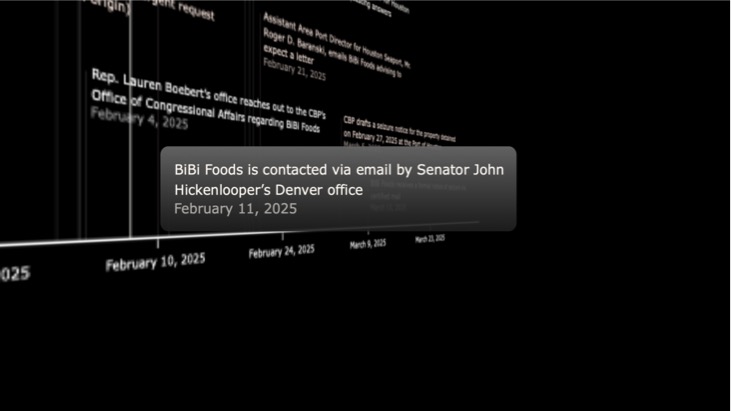 Origin)
request
Houston
answers
Assistant Area Port Director for Houston Seaport, Mr.
Roger D. Baranski, emails BiBi Foods advising to
expect a letter
February 21, 2025
Rep. Lauren Boebert's office reaches out to the CBP's
Office of Congressional Affairs regarding BiBi Foods
February 4, 2025
CBP drafts a seizure notice for the property detained
on February 27, 2025 at the Port of
BiBi Foods is contacted via email by Senator John
Hickenlooper's Denver office
February 11, 2025
2025
February 10, 2025
February 24, 2025
March 9, 2025
March 23, 2025